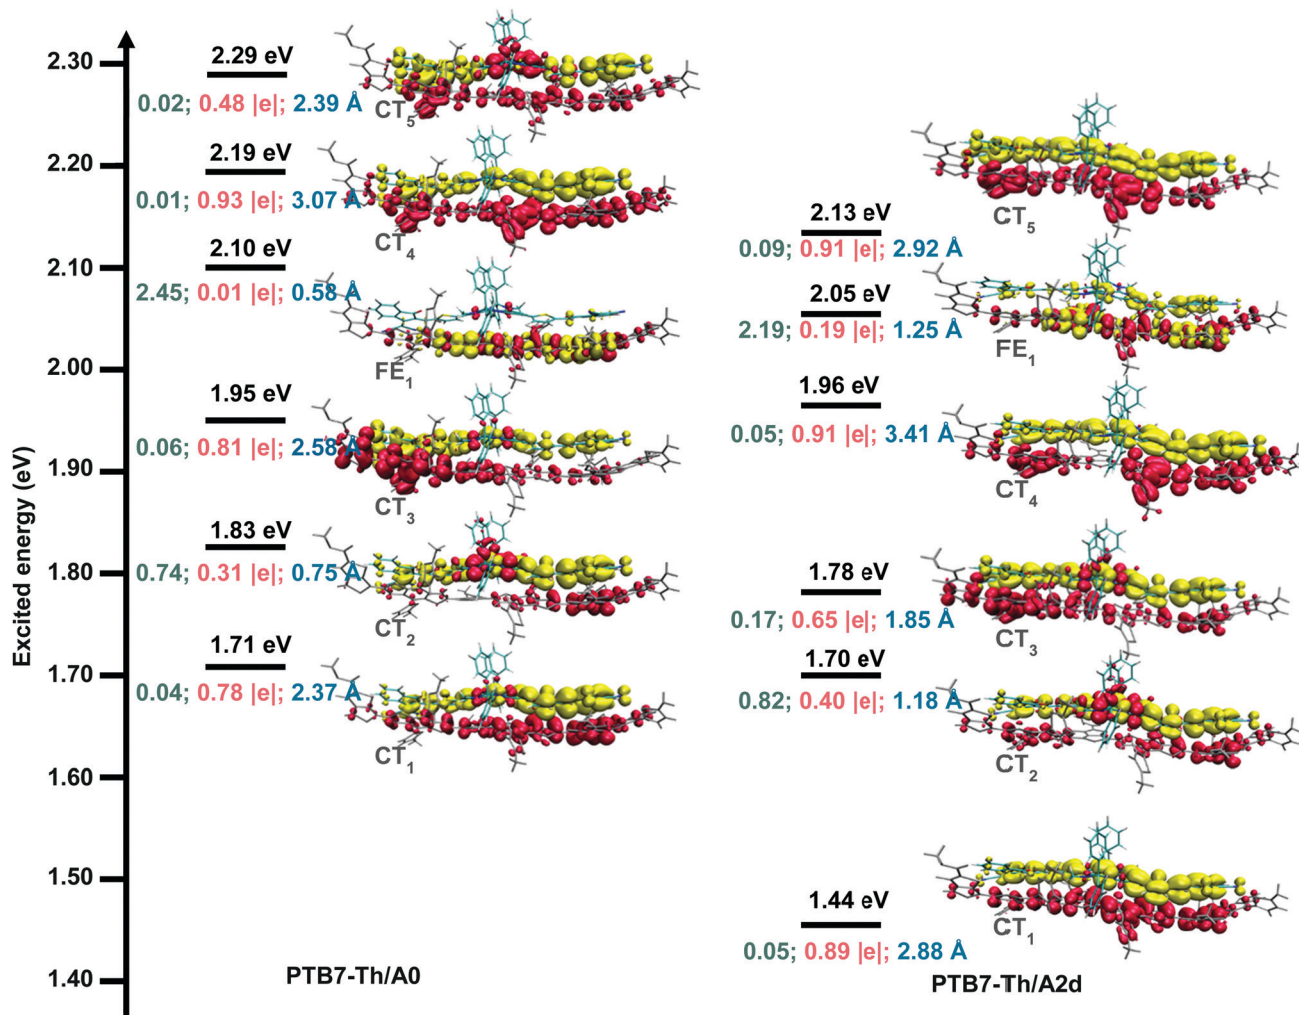 Excited energy (eV)
2.30
2.20
2.10
2.00
1.90
1.80
1.70
1.60
1.50
1.40
2.29 eV
0.02; 0.48 |e|; 2.39 Å
CT5
2.19 eV
0.01; 0.93 |e|; 3.07 Å
CT4
2.10 eV
2.45; 0.01 |e|; 0.58 Å
FE1
1.95 eV
0.06; 0.81 |e|; 2.58 Å
CT3
1.83 eV
0.74; 0.31 |e|; 0.75 Å
CT2
1.71 eV
0.04; 0.78 |e|; 2.37 Å
CT1
PTB7-Th/A0
CT5
2.13 eV
0.09; 0.91 |e|; 2.92 Å
2.05 eV
2.19; 0.19 |e|; 1.25 Å
FE1
1.96 eV
0.05; 0.91 |e|; 3.41 Å
CT4
1.78 eV
0.17; 0.65 |e|; 1.85 Å
CT3
1.70 eV
0.82; 0.40 |e|; 1.18 Å
CT2
1.44 eV
0.05; 0.89 |e|; 2.88 Å
CT1
PTB7-Th/A2d